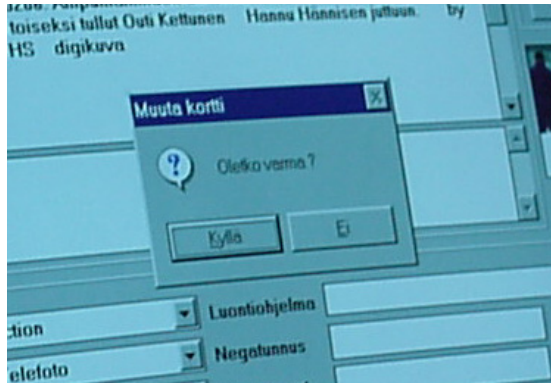 toiseksi tullut Outi Kettunen Hannu Hännisen juttuun. by
HS digikuva
Muuta kortti
Oletko varma ?
Kyllä
Ei
ction
Luontiohjelma
elefoto
Negatunnus